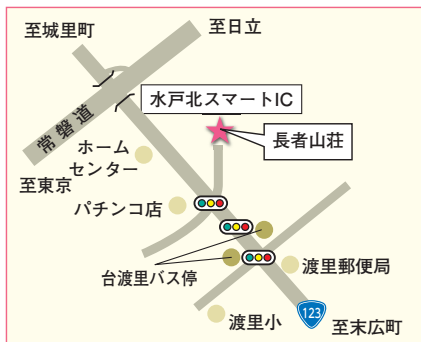 至城里町
至日立
水戸北スマートIC
常磐道
長者山荘
ホーム
センター
至東京
パチンコ店
台渡里バス停
渡里郵便局
渡里小
123
至末広町